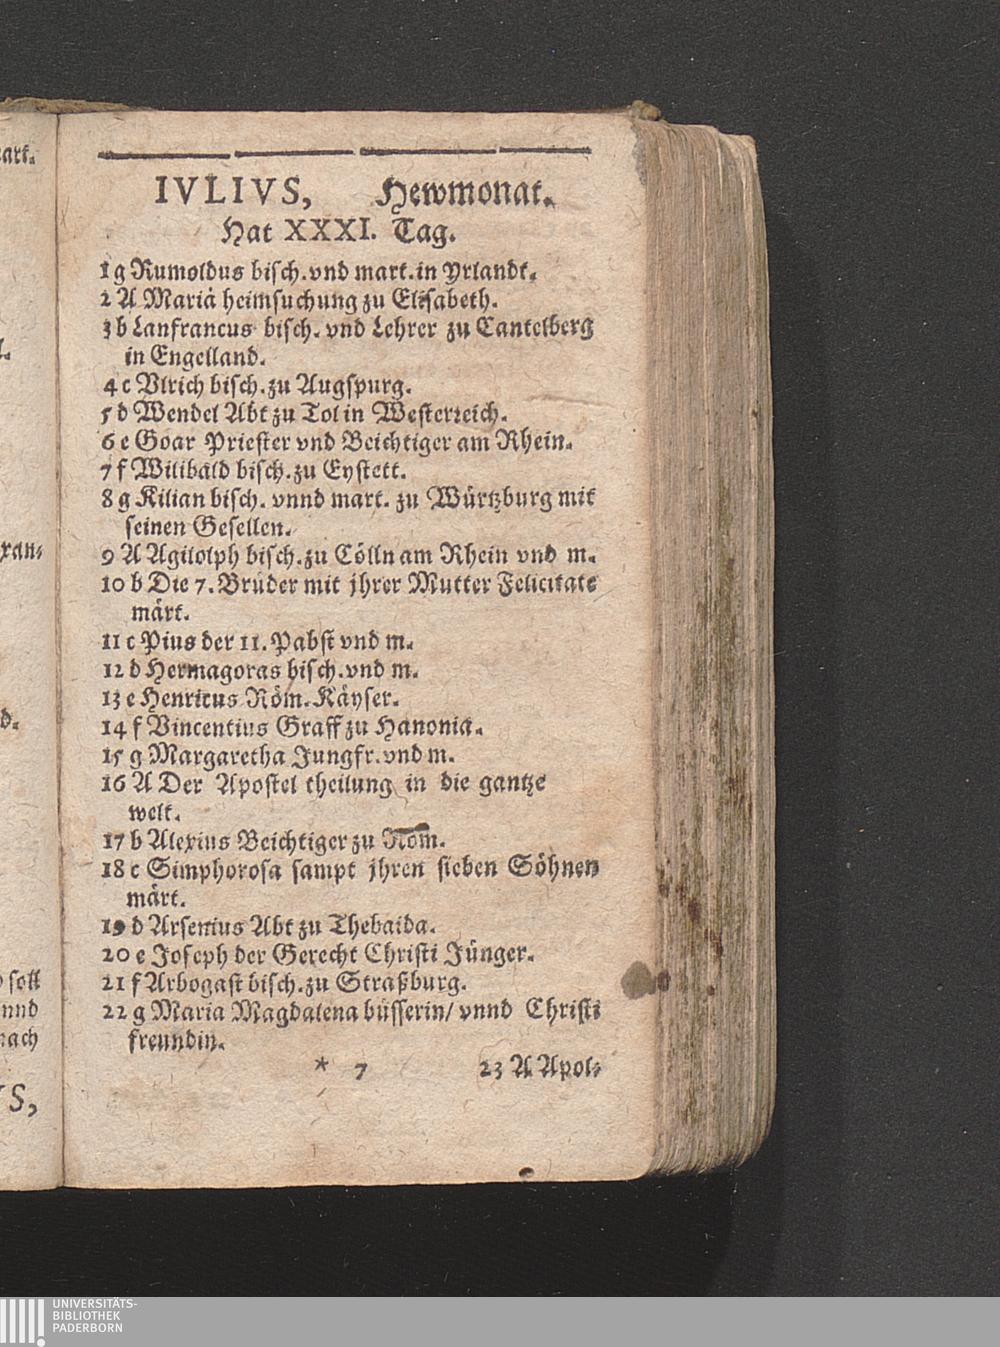 art.
IVLIVS, Hewmonat.
Hat XXXI. Tag.
1 g Rumoldus bisch. vnd mart. in Yrlandt.
2 A Mariä heimsuchung zu Elisabeth.
3 b Lanfrancus bisch. vnd Lehrer zu Cantelberg
in Engelland.
4 c Vlrich bisch. zu Augspurg.
5 d Wendel Abt zu Tol in Westerreich.
6 e Goar Priester vnd Beichtiger am Rhein.
7 f Wilibald bisch. zu Eystett.
8 g Kilian bisch. vnnd mart. zu Würtzburg mit
seinen Gesellen.
9 A Agilolph bisch. zu Cölln am Rhein vnd m.
10 b Die 7. Brüder mit jhrer Mutter Felicitate
märt.
11 c Pius der 11. Pabst vnd m.
12 d Hermagoras bisch. vnd m.
13 e Henricus Röm. Käyser.
14 f Vincentius Graff zu Hanonia.
15 g Margaretha Jungfr. vnd m.
16 A Der Apostel theilung in die gantze
welt.
17 b Alexius Beichtiger zu Rom.
18 c Simphorosa sampt jhren sieben Söhnen
märt.
19 d Arsenius Abt zu Thebaida.
20 e Joseph der Gerecht Christi Jünger.
21 f Arbogast bisch. zu Straßburg.
22 g Maria Magdalena büsserin/ vnnd Christi
freundin.
* 7 23 A Apol-
xan-
d.
soll
nnd
nach
S,
UNIVERSITÄTS-
BIBLIOTHEK
PADERBORN